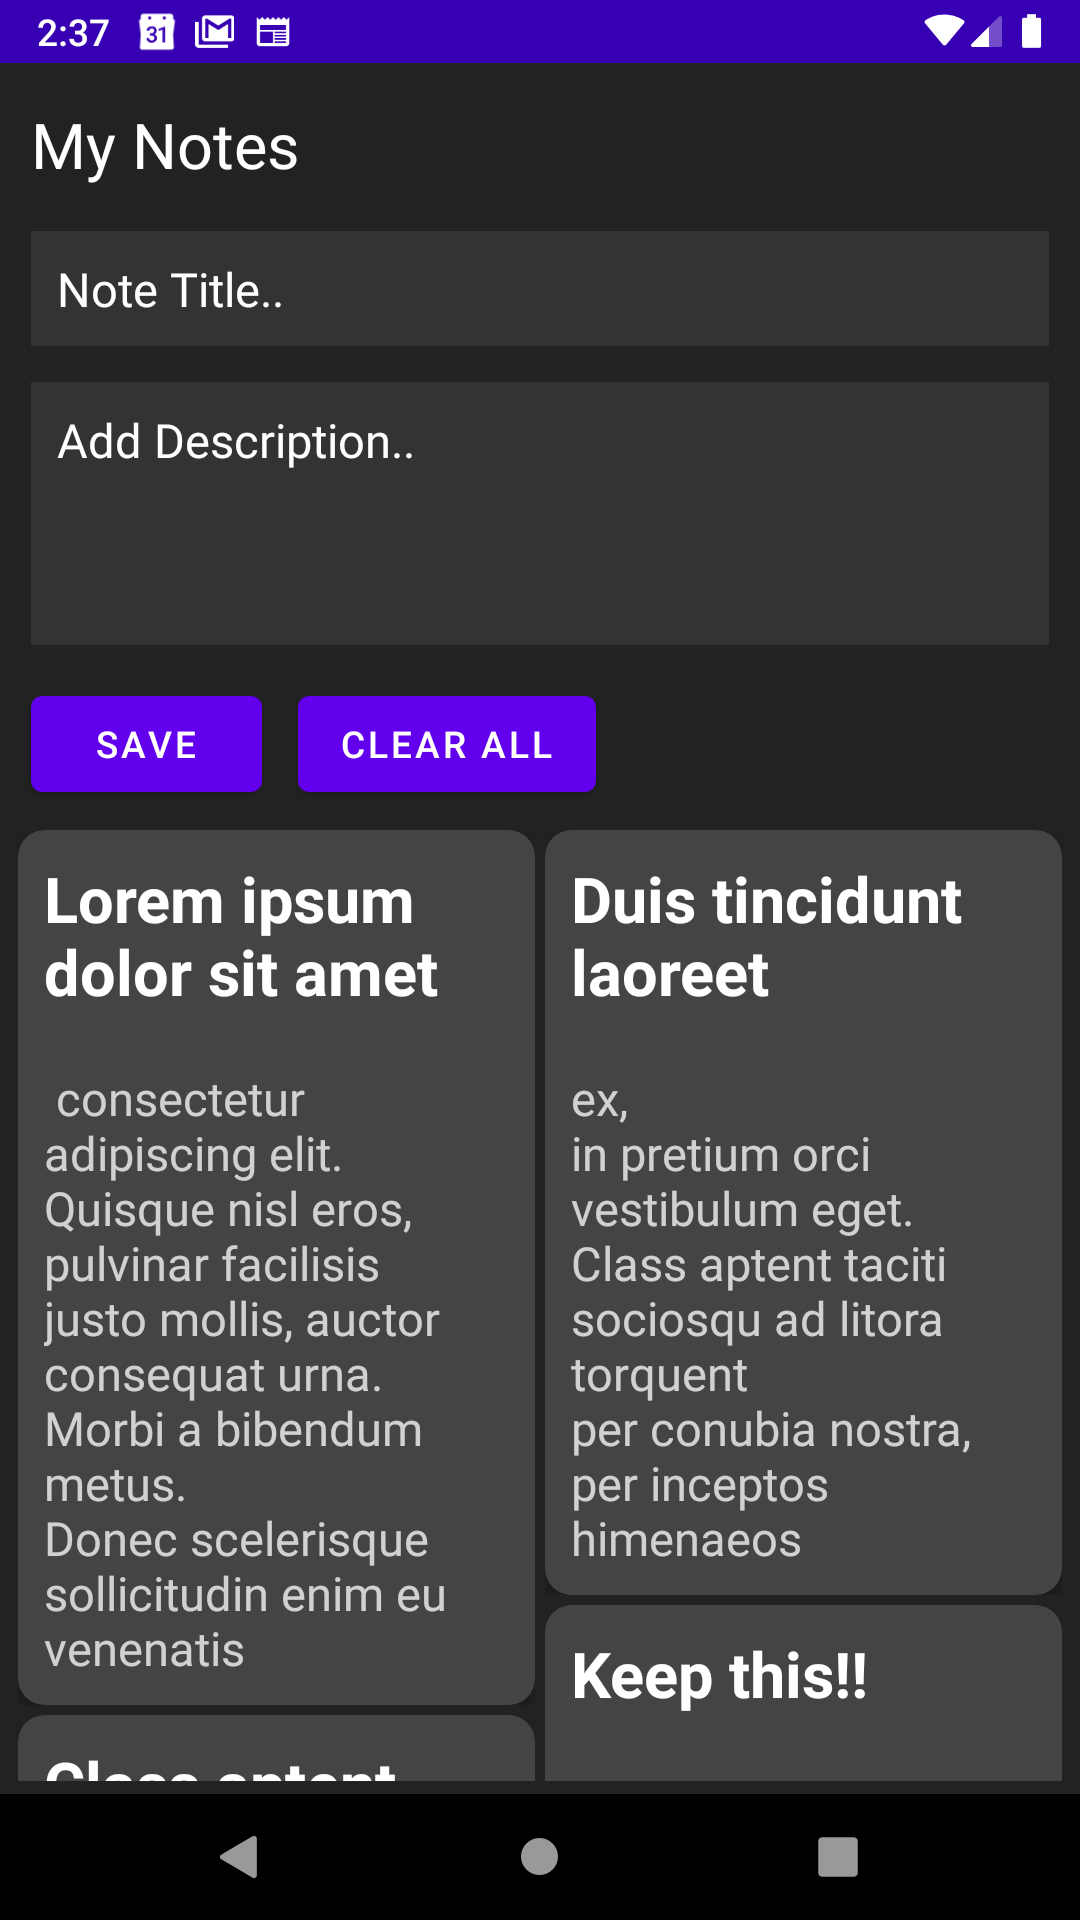 2:37
31
My Notes
Note Title..
Add Description..
SAVE
CLEAR ALL
Lorem ipsum
dolor sit amet
consectetur
adipiscing elit.
Quisque nisl eros,
pulvinar facilisis
justo mollis, auctor
consequat urna.
Morbi a bibendum
metus.
Donec scelerisque
sollicitudin enim eu
venenatis
Duis tincidunt
laoreet
ex,
in pretium orci
vestibulum eget.
Class aptent taciti
sociosqu ad litora
torquent
per conubia nostra,
per inceptos
himenaeos
Class aptent
Keep this!!